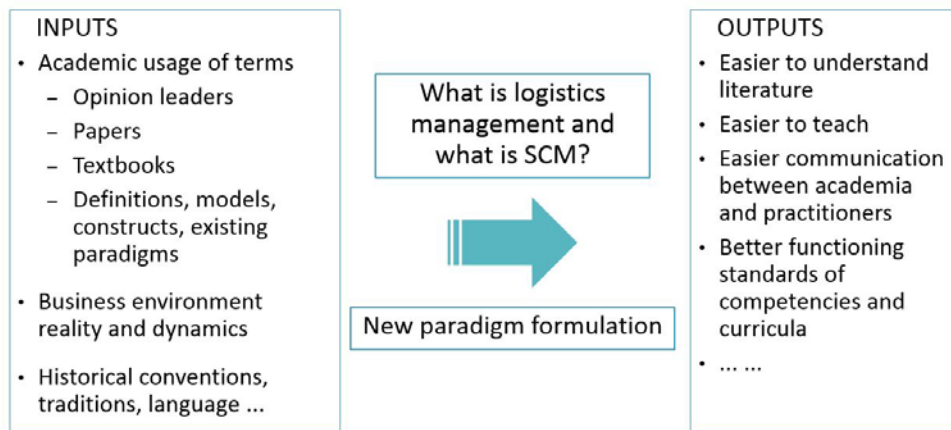 INPUTS
• Academic usage of terms
– Opinion leaders
– Papers
– Textbooks
– Definitions, models,
constructs, existing
paradigms
• Business environment
reality and dynamics
• Historical conventions,
traditions, language ...
What is logistics
management and
what is SCM?
New paradigm formulation
OUTPUTS
• Easier to understand
literature
• Easier to teach
• Easier communication
between academia
and practitioners
• Better functioning
standards of
competencies and
curricula
• ... ...